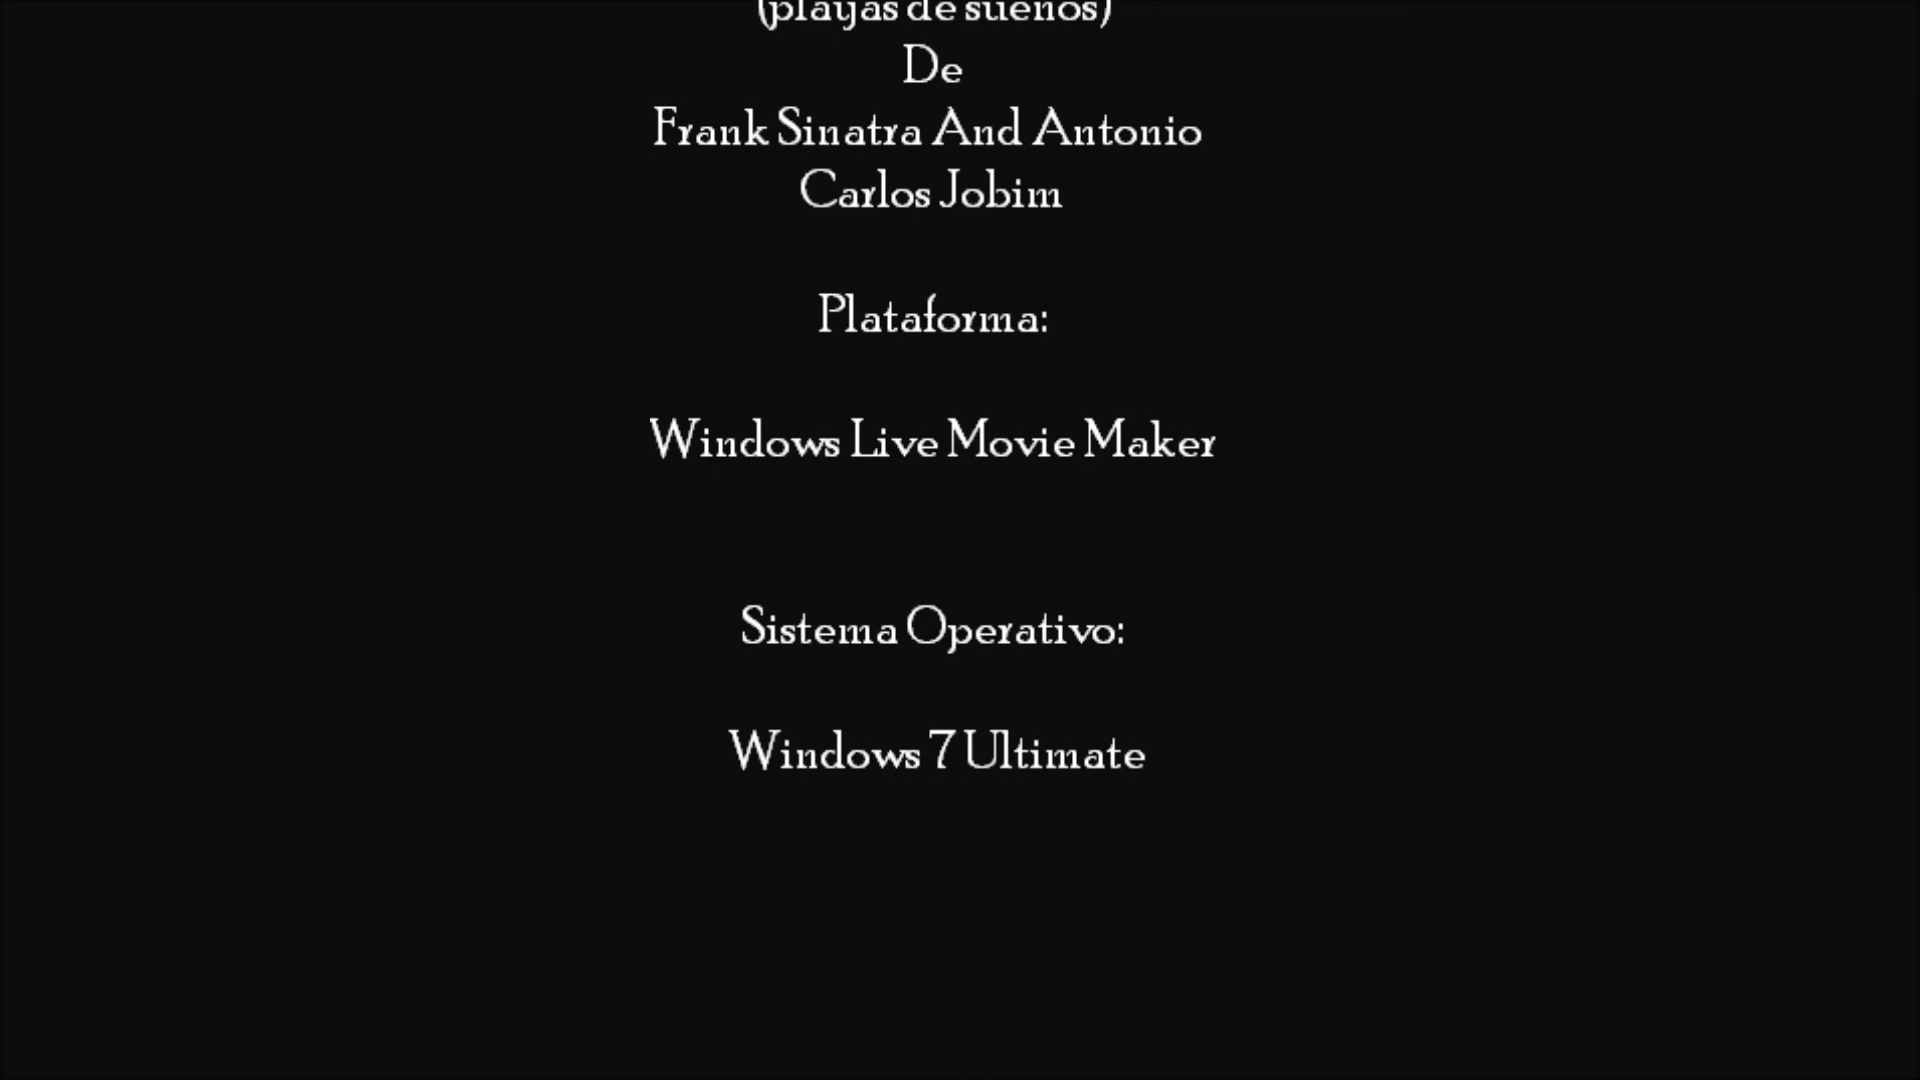 (playas de sueños)
De
Frank Sinatra And Antonio
Carlos Jobim
Plataforma:
Windows Live Movie Maker
Sistema Operativo:
Windows 7 Ultimate